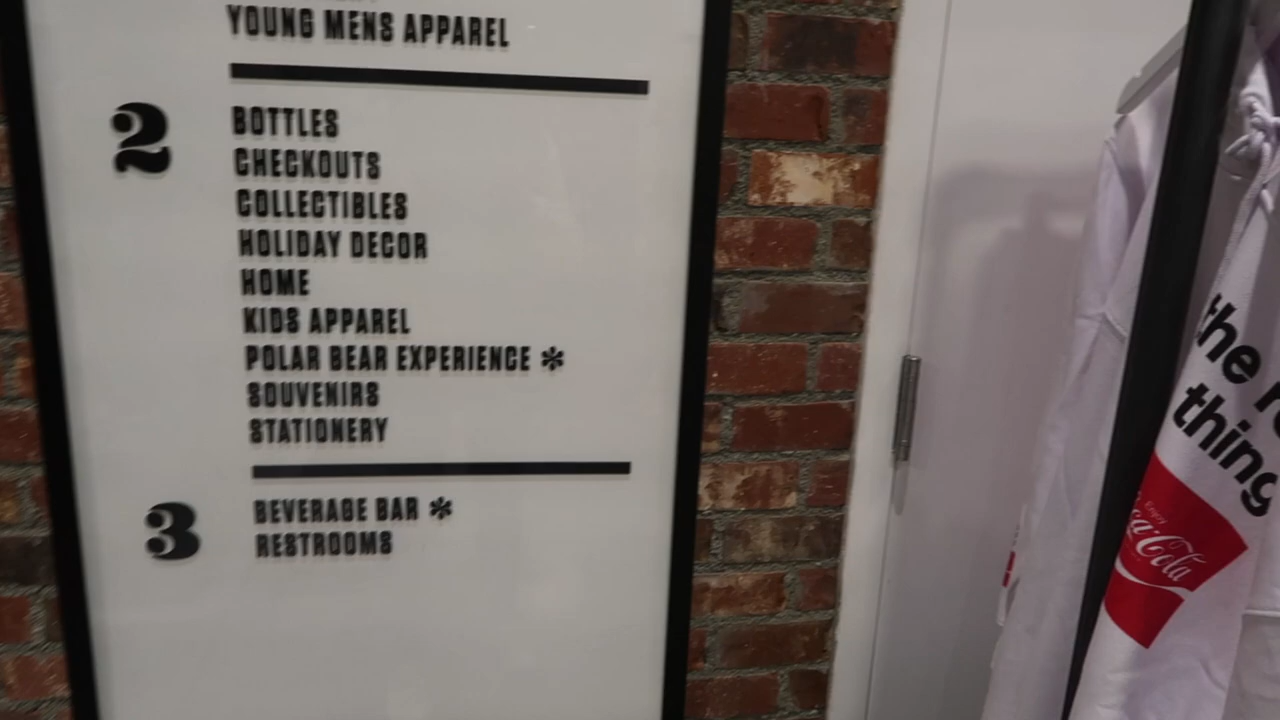 YOUNG MENS APPAREL
2
BOTTLES
CHECKOUTS
COLLECTIBLES
HOLIDAY DECOR
HOME
KIDS APPAREL
POLAR BEAR EXPERIENCE *
SOUVENIRS
STATIONERY
3
BEVERAGE BAR *
RESTROOMS
the
thing
Enjoy
Coca-Cola